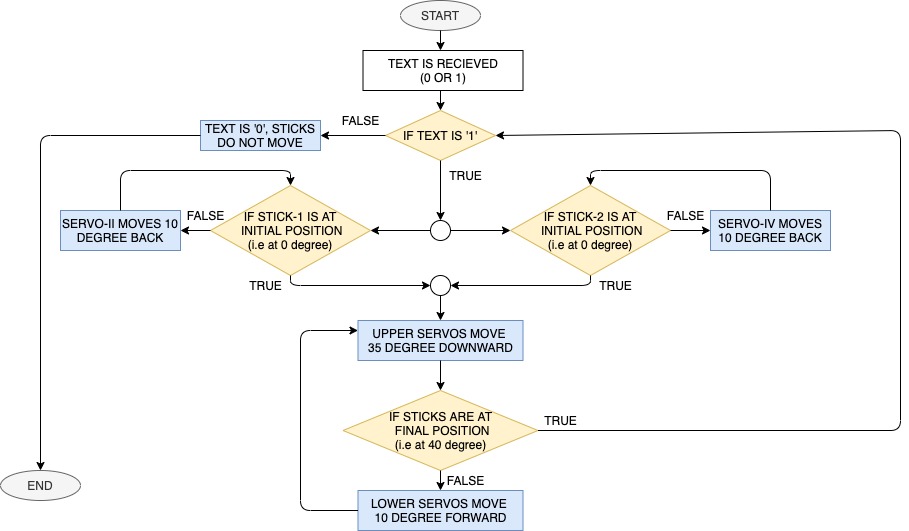 START
TEXT IS RECIEVED
(0 OR 1)
FALSE
TEXT IS '0', STICKS
DO NOT MOVE
IF TEXT IS '1'
TRUE
SERVO-II MOVES 10
DEGREE BACK
FALSE
IF STICK-1 IS AT
INITIAL POSITION
(i.e at 0 degree)
IF STICK-2 IS AT
INITIAL POSITION
(i.e at 0 degree)
FALSE
SERVO-IV MOVES
10 DEGREE BACK
TRUE
TRUE
UPPER SERVOS MOVE
35 DEGREE DOWNWARD
IF STICKS ARE AT
FINAL POSITION
(i.e at 40 degree)
TRUE
FALSE
END
LOWER SERVOS MOVE
10 DEGREE FORWARD